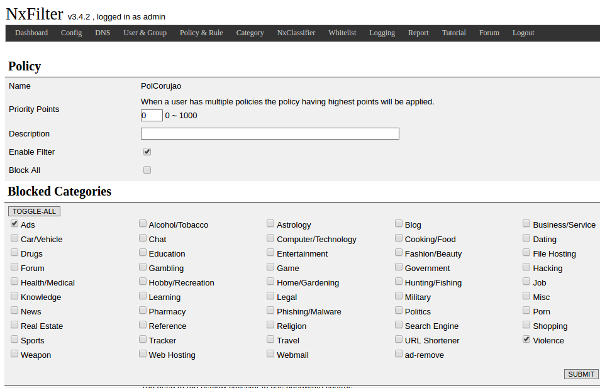 NxFilter v3.4.2 , logged in as admin
Dashboard Config DNS User & Group Policy & Rule Category NxClassifier Whitelist Logging Report Tutorial Forum Logout
Policy
Name PolCorujao
When a user has multiple policies the policy having highest points will be applied.
Priority Points
0 0 ~ 1000
Description
Enable Filter
Block All
Blocked Categories
TOGGLE-ALL
Ads Alcohol/Tobacco Astrology Blog Business/Service
Car/Vehicle Chat Computer/Technology Cooking/Food Dating
Drugs Education Entertainment Fashion/Beauty File Hosting
Forum Gambling Game Government Hacking
Health/Medical Hobby/Recreation Home/Gardening Hunting/Fishing Job
Knowledge Learning Legal Military Misc
News Pharmacy Phishing/Malware Politics Porn
Real Estate Reference Religion Search Engine Shopping
Sports Tracker Travel URL Shortener Violence
Weapon Web Hosting Webmail ad-remove
SUBMIT